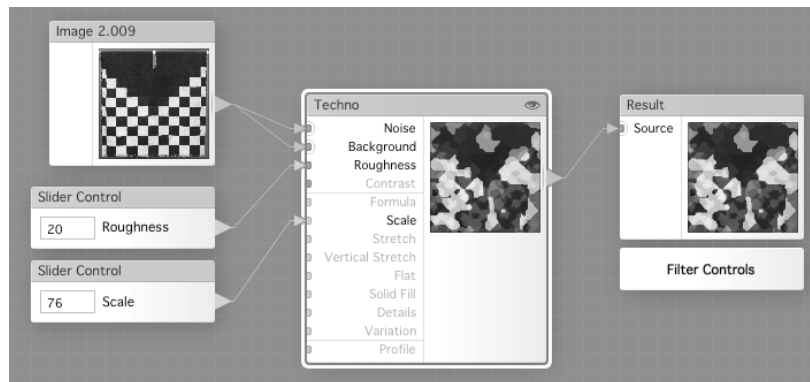 Image 2.009
Slider Control
20 Roughness
Slider Control
76 Scale
Techno
Noise
Background
Roughness
Contrast
Formula
Scale
Stretch
Vertical Stretch
Flat
Solid Fill
Details
Variation
Profile
Result
Source
Filter Controls